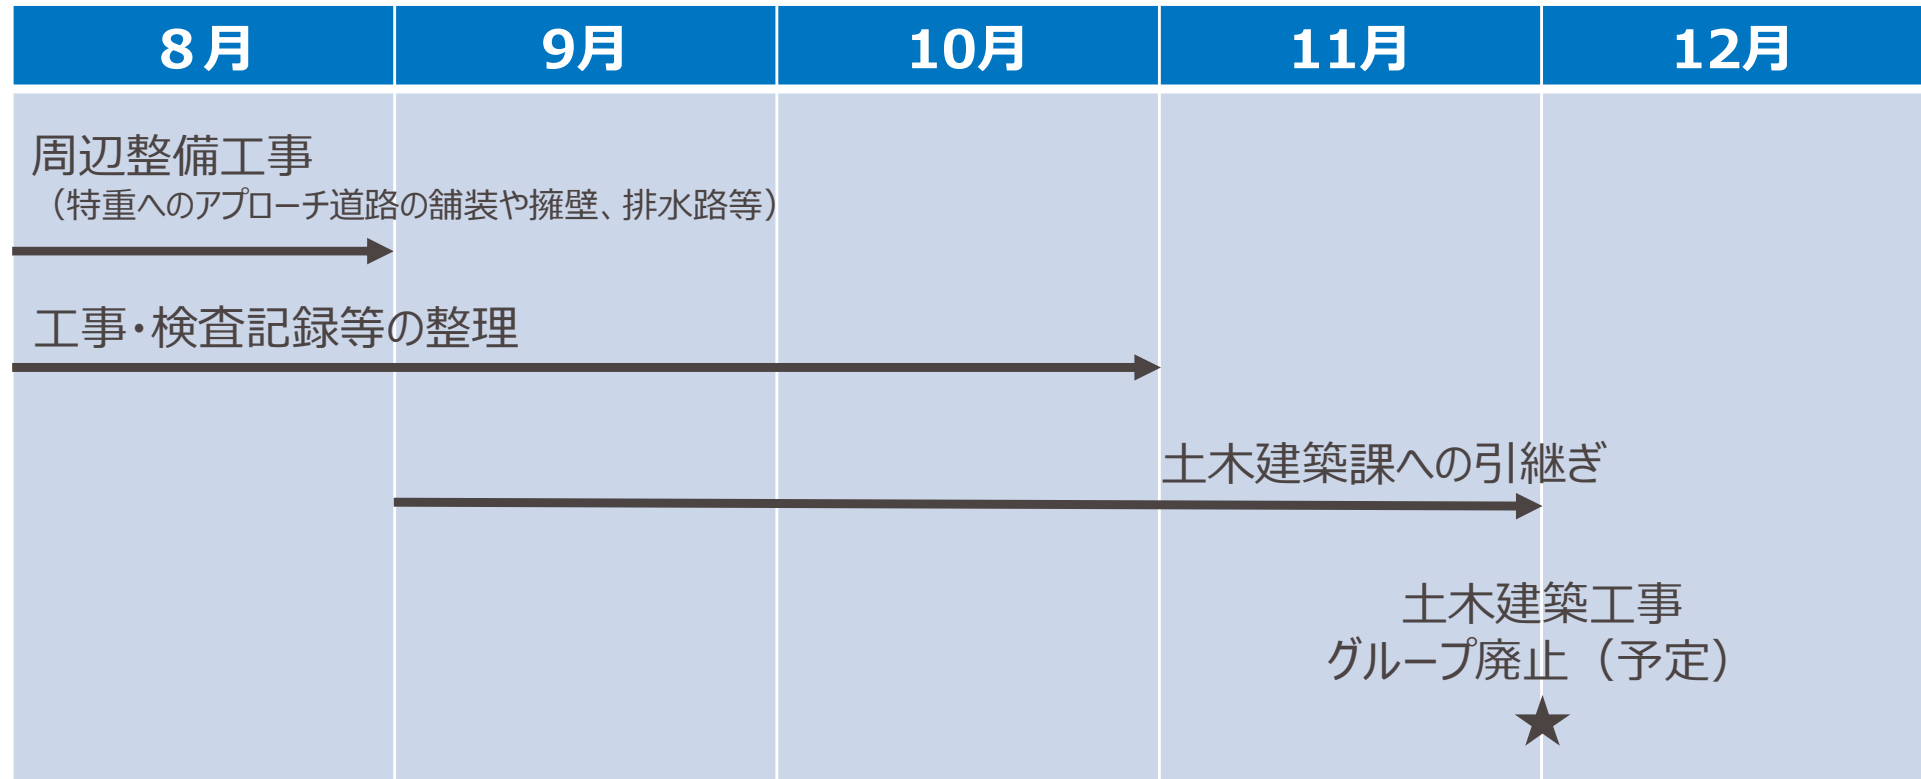 8月 9月 10月 11月 12月
周辺整備工事
（特重へのアプローチ道路の舗装や擁壁、排水路等）
工事・検査記録等の整理
土木建築課への引継ぎ
土木建築工事
グループ廃止（予定）